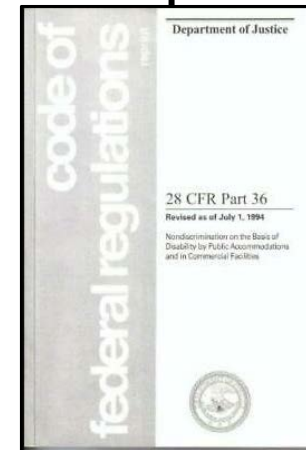 code of
federal regulations
reprint
Department of Justice
28 CFR Part 36
Revised as of July 1, 1994
Nondiscrimination on the Basis of
Disability by Public Accommodations
and in Commercial Facilities